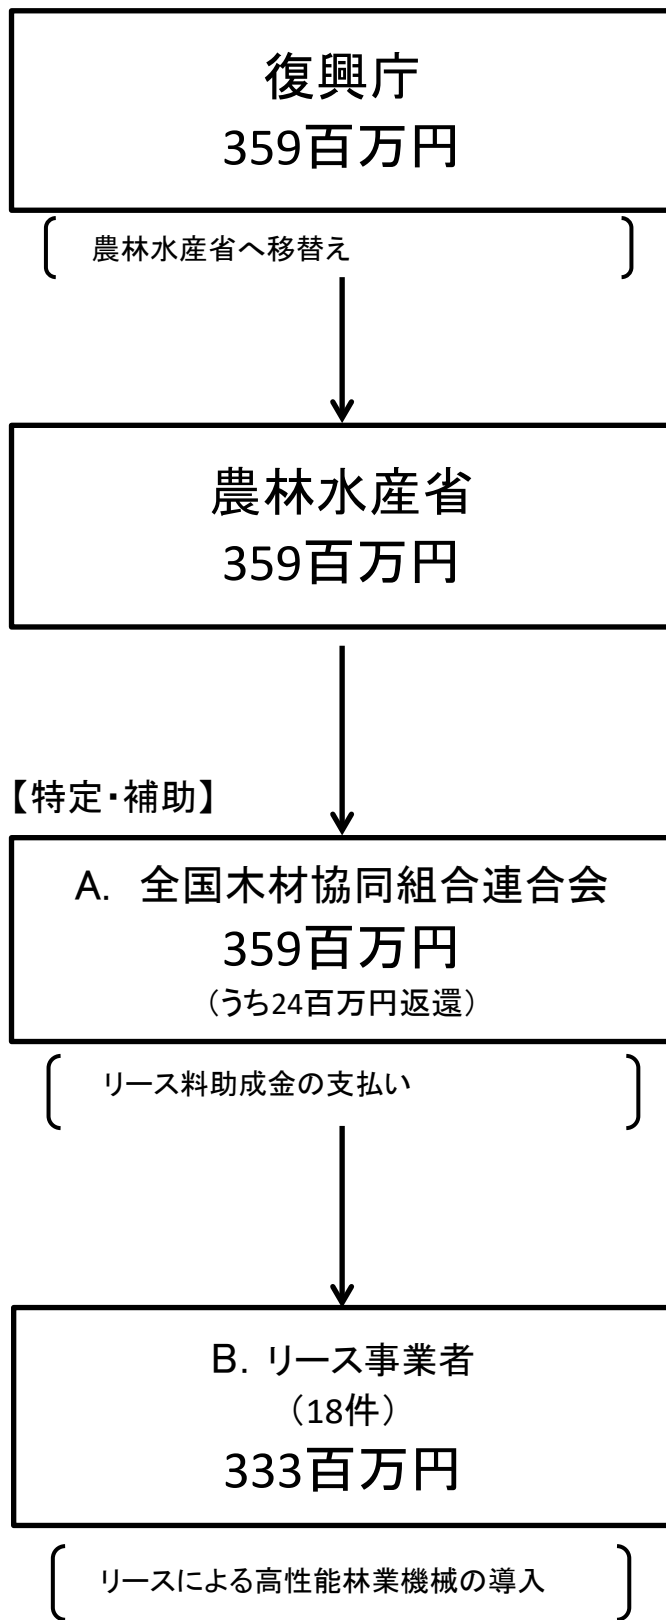 復興庁
359百万円
農林水産省へ移替え
農林水産省
359百万円
【特定・補助】
A. 全国木材協同組合連合会
359百万円
（うち24百万円返還）
リース料助成金の支払い
B. リース事業者
（18件）
333百万円
リースによる高性能林業機械の導入